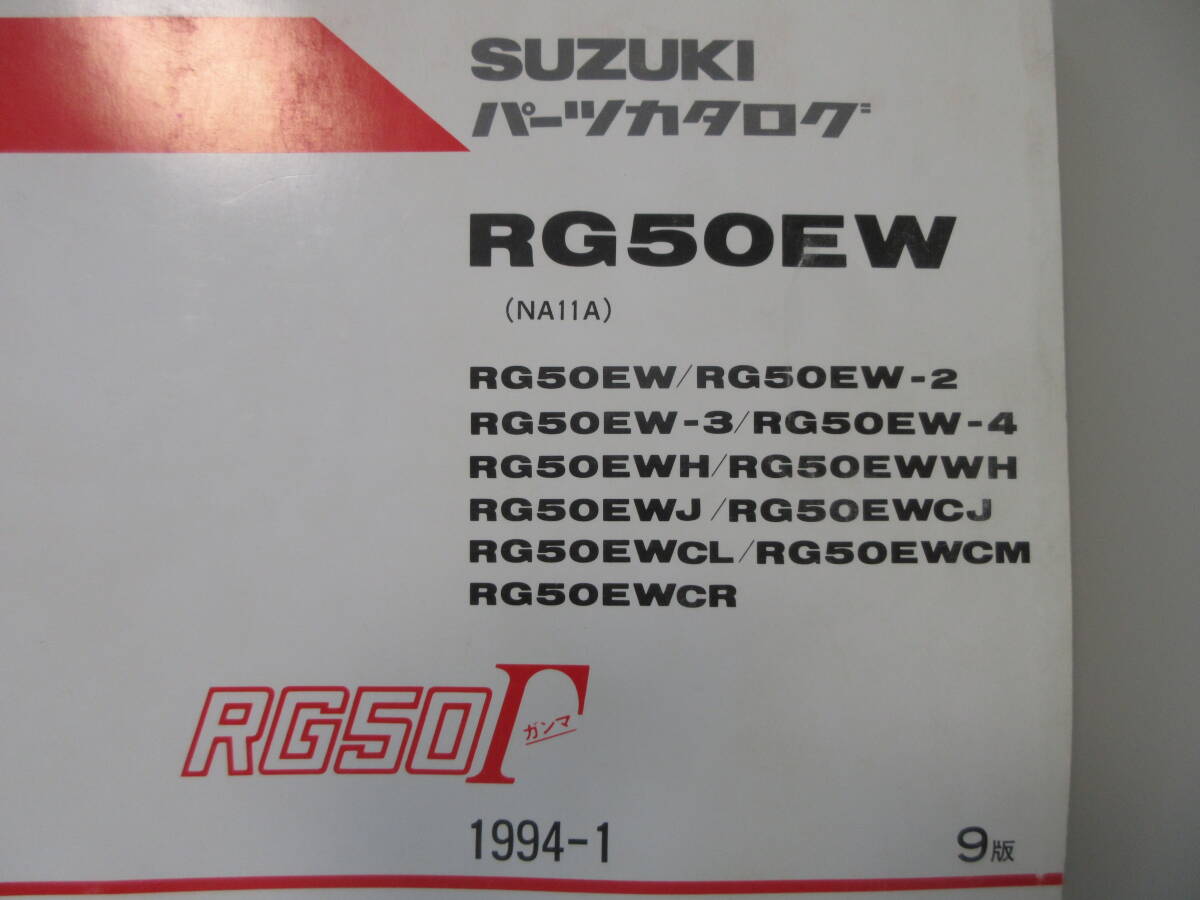 SUZUKI
パーツカタログ
RG50EW
(NA11A)
RG50EW/RG50EW-2
RG50EW-3/RG50EW-4
RG50EWH/RG50EWWH
RG50EWJ/RG50EWCJ
RG50EWCL/RG50EWCM
RG50EWCR
RG50Γ
ガンマ
1994-1
9版